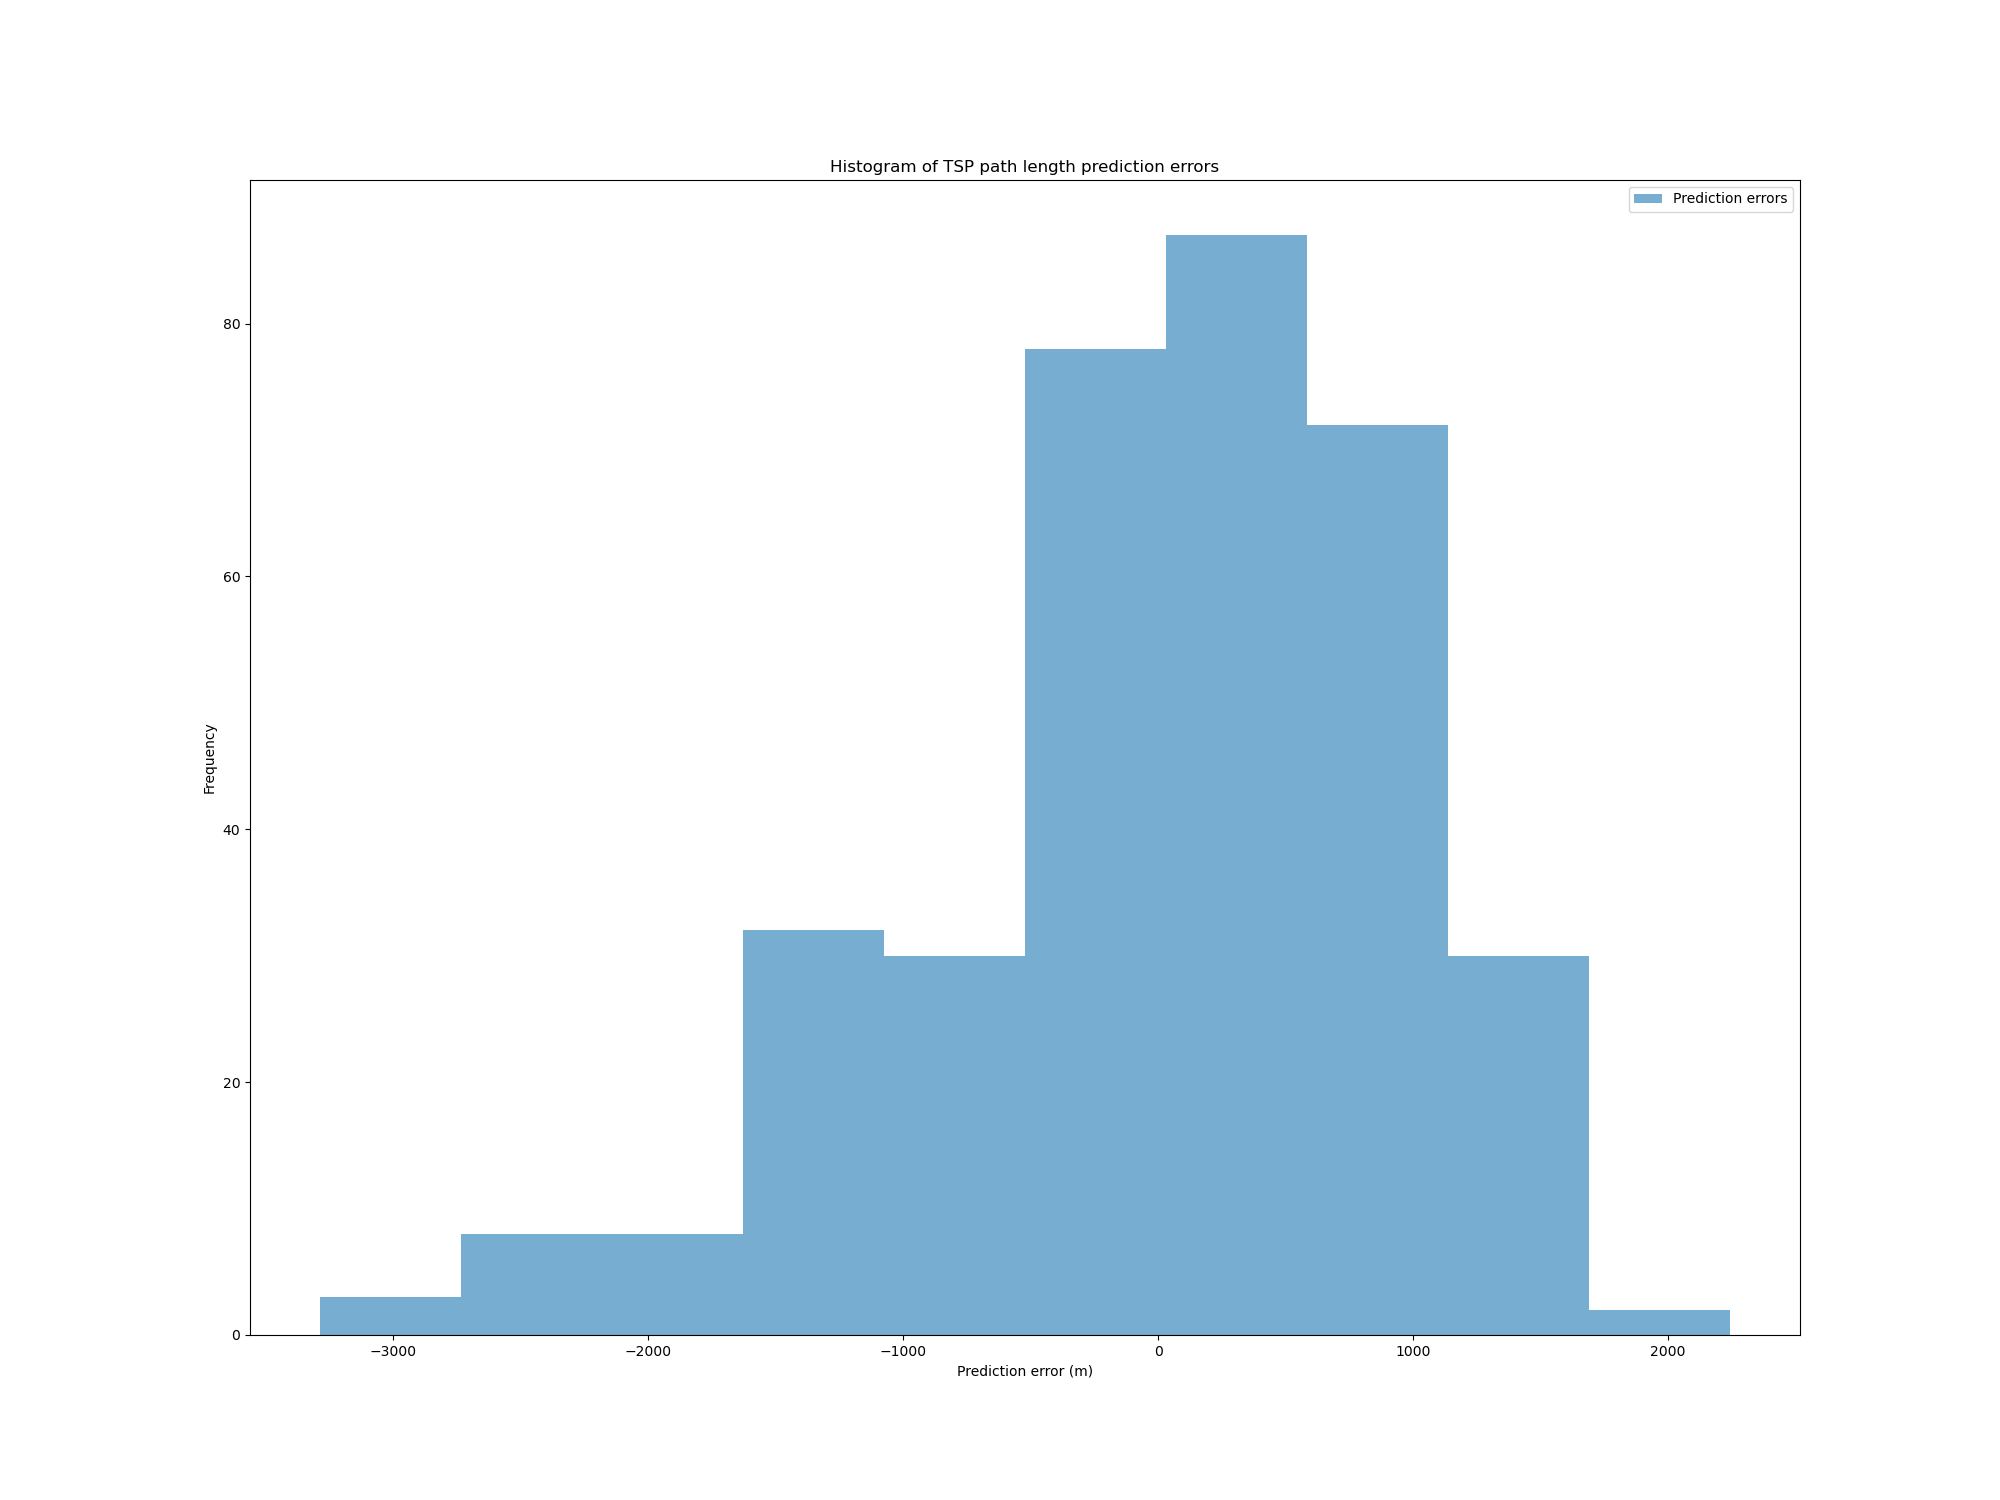 Histogram of TSP path length prediction errors
Prediction errors
80
60
40
20
0
Frequency
−3000
−2000
−1000
0
1000
2000
Prediction error (m)